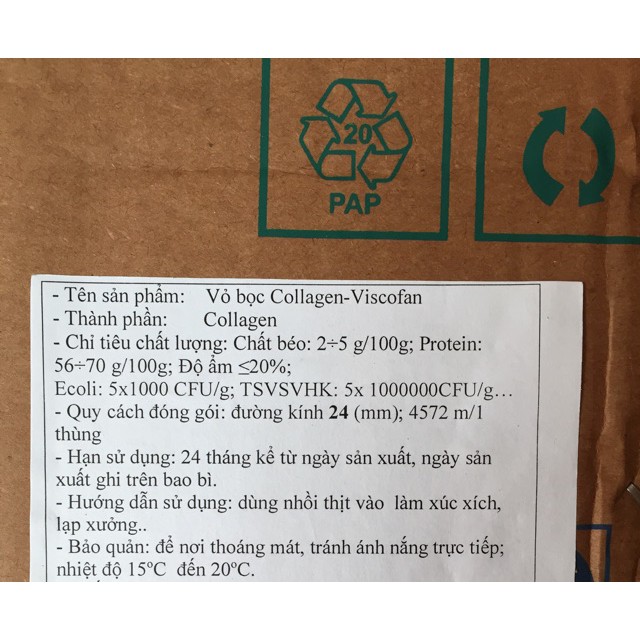 20
PAP
- Tên sản phẩm: Vỏ bọc Collagen-Viscofan
- Thành phần: Collagen
- Chỉ tiêu chất lượng: Chất béo: 2÷5 g/100g; Protein:
56÷70 g/100g; Độ ẩm ≤20%;
Ecoli: 5x1000 CFU/g; TSVSVHK: 5x 1000000CFU/g…
- Quy cách đóng gói: đường kính 24 (mm); 4572 m/1
thùng
- Hạn sử dụng: 24 tháng kể từ ngày sản xuất, ngày sản
xuất ghi trên bao bì.
- Hướng dẫn sử dụng: dùng nhồi thịt vào làm xúc xích,
lạp xưởng..
- Bảo quản: để nơi thoáng mát, tránh ánh nắng trực tiếp;
nhiệt độ 15ºC đến 20ºC.